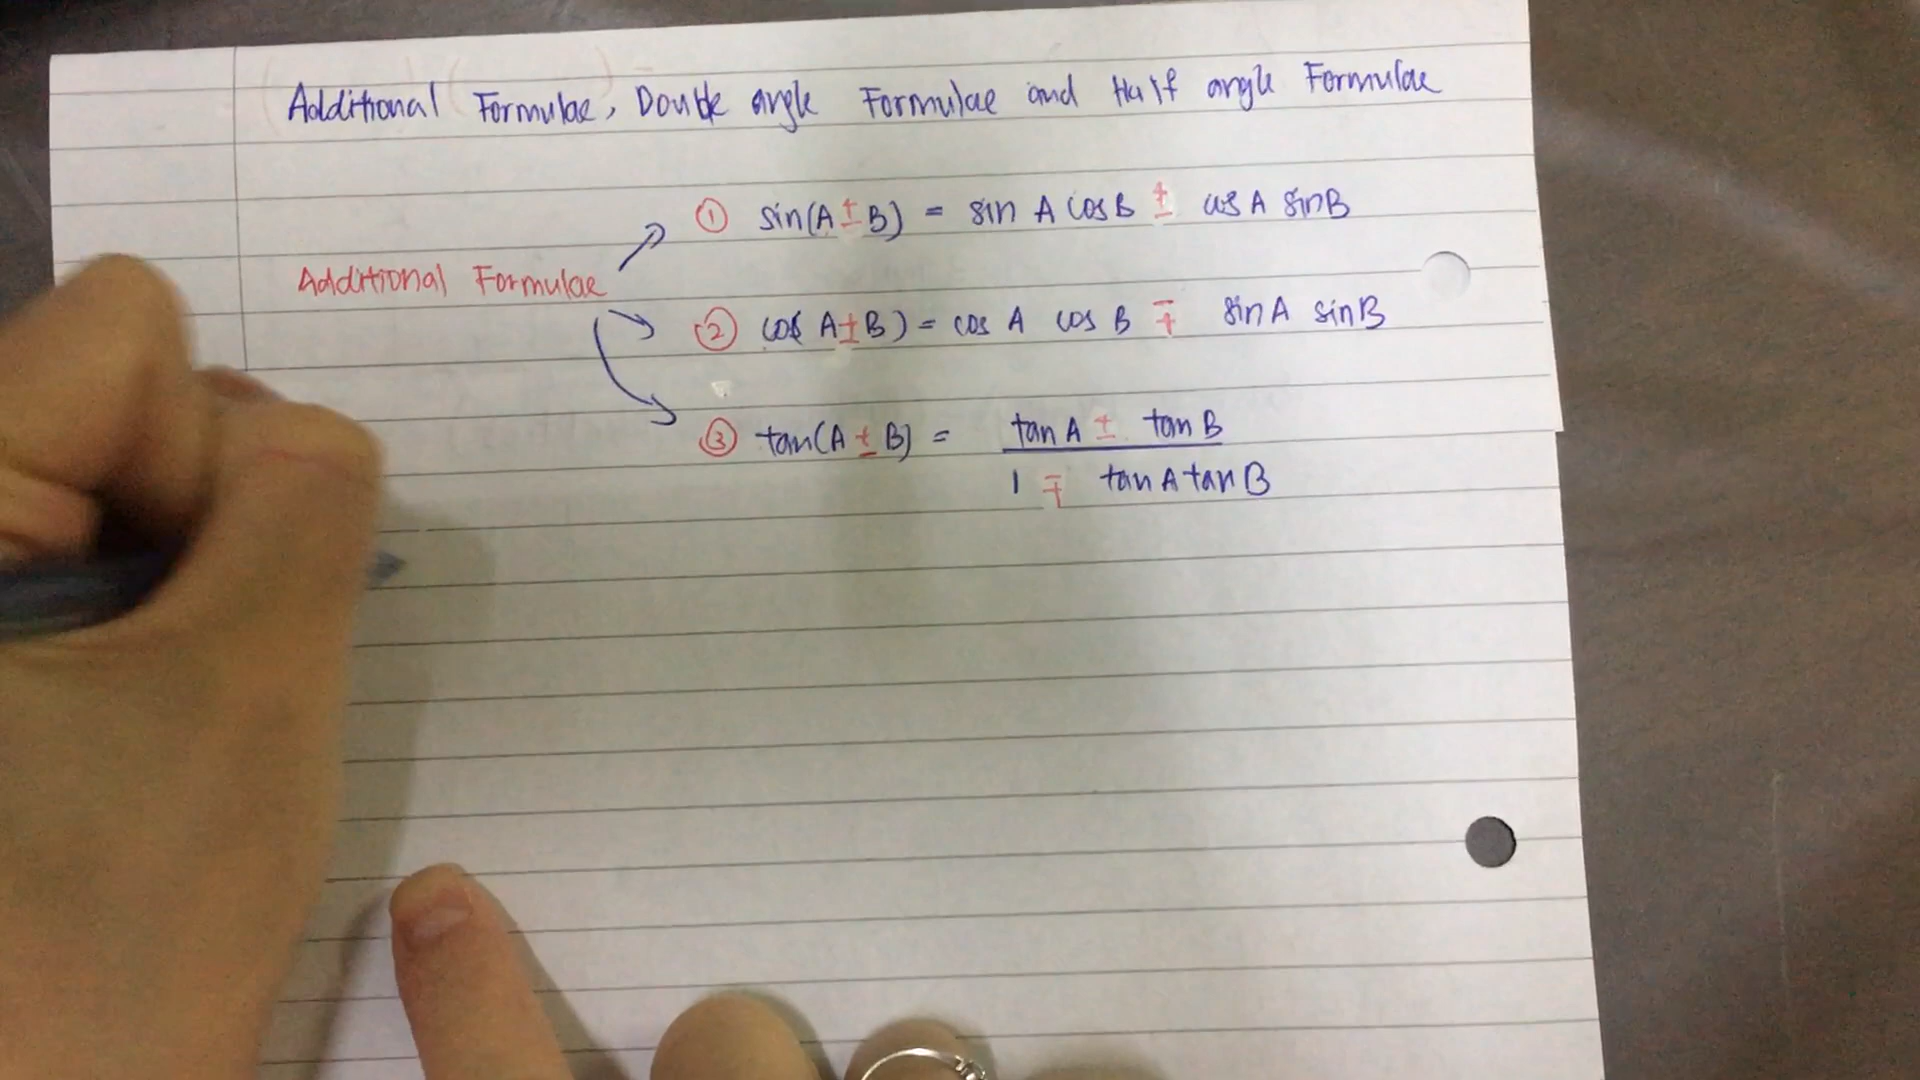 Additional Formulae, Double angle Formulae and Half angle Formulae
① sin(A ± B) = sin A cos B ± cos A sin B
Additional Formulae
② cos(A ± B) = cos A cos B ∓ sin A sin B
③ tan(A ± B) = tan A ± tan B
1 ∓ tan A tan B